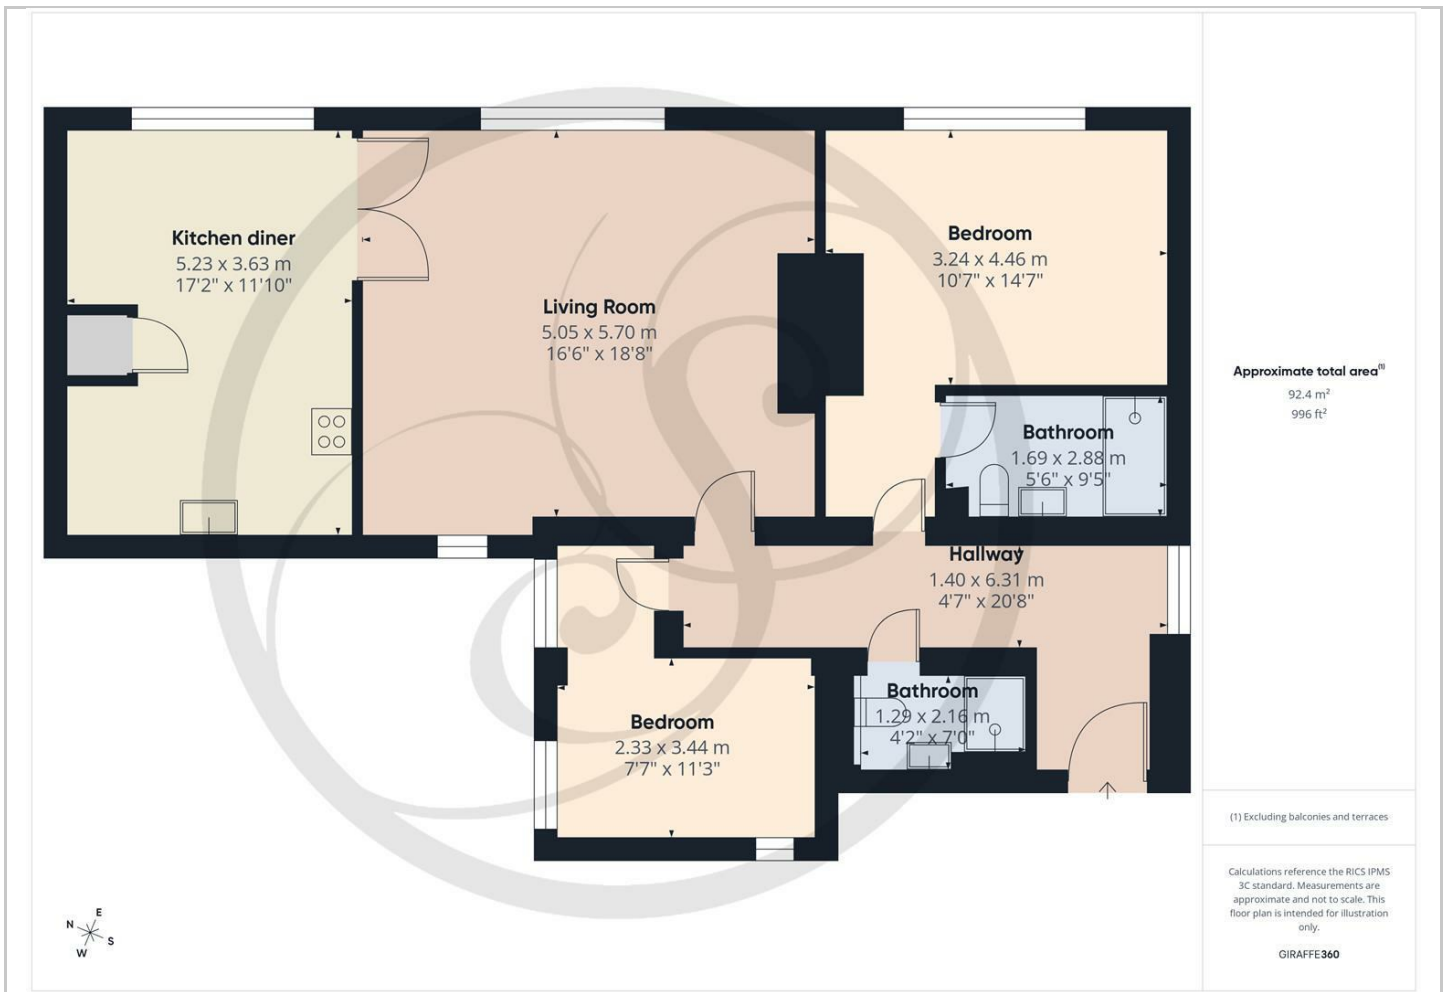 Kitchen diner
5.23 x 3.63 m
17'2" x 11'10"
Living Room
5.05 x 5.70 m
16'6" x 18'8"
Bedroom
3.24 x 4.46 m
10'7" x 14'7"
Bathroom
1.69 x 2.88 m
5'6" x 9'5"
Hallway
1.40 x 6.31 m
4'7" x 20'8"
Bathroom
1.29 x 2.16 m
4'2" x 7'0"
Bedroom
2.33 x 3.44 m
7'7" x 11'3"
N E
W S
Approximate total area(1)
92.4 m²
996 ft²
(1) Excluding balconies and terraces
Calculations reference the RICS IPMS
3C standard. Measurements are
approximate and not to scale. This
floor plan is intended for illustration
only.
GIRAFFE360